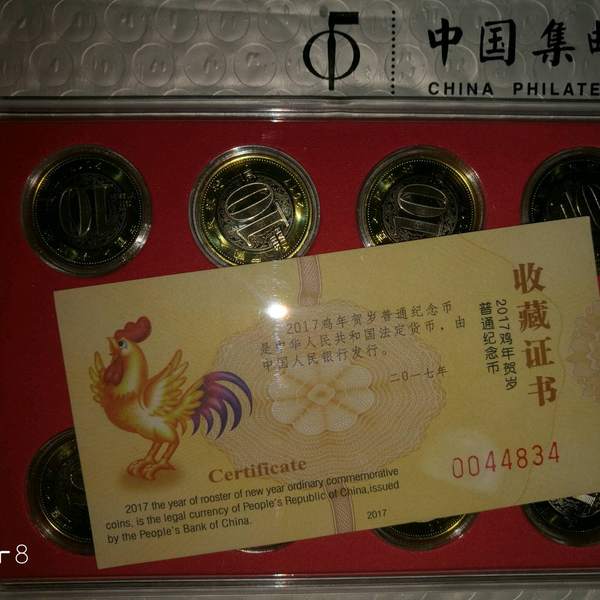 中国集邮
CHINA PHILATE
10
10
10
10
收藏证书
2017鸡年贺岁
普通纪念币
2017鸡年贺岁普通纪念币
是中华人民共和国法定货币，由
中国人民银行发行。
二〇一七年
0044834
Certificate
2017 the year of rooster of new year ordinary commemorative
coins, is the legal currency of People's Republic of China,issued
by the People's Bank of China.
2017
8